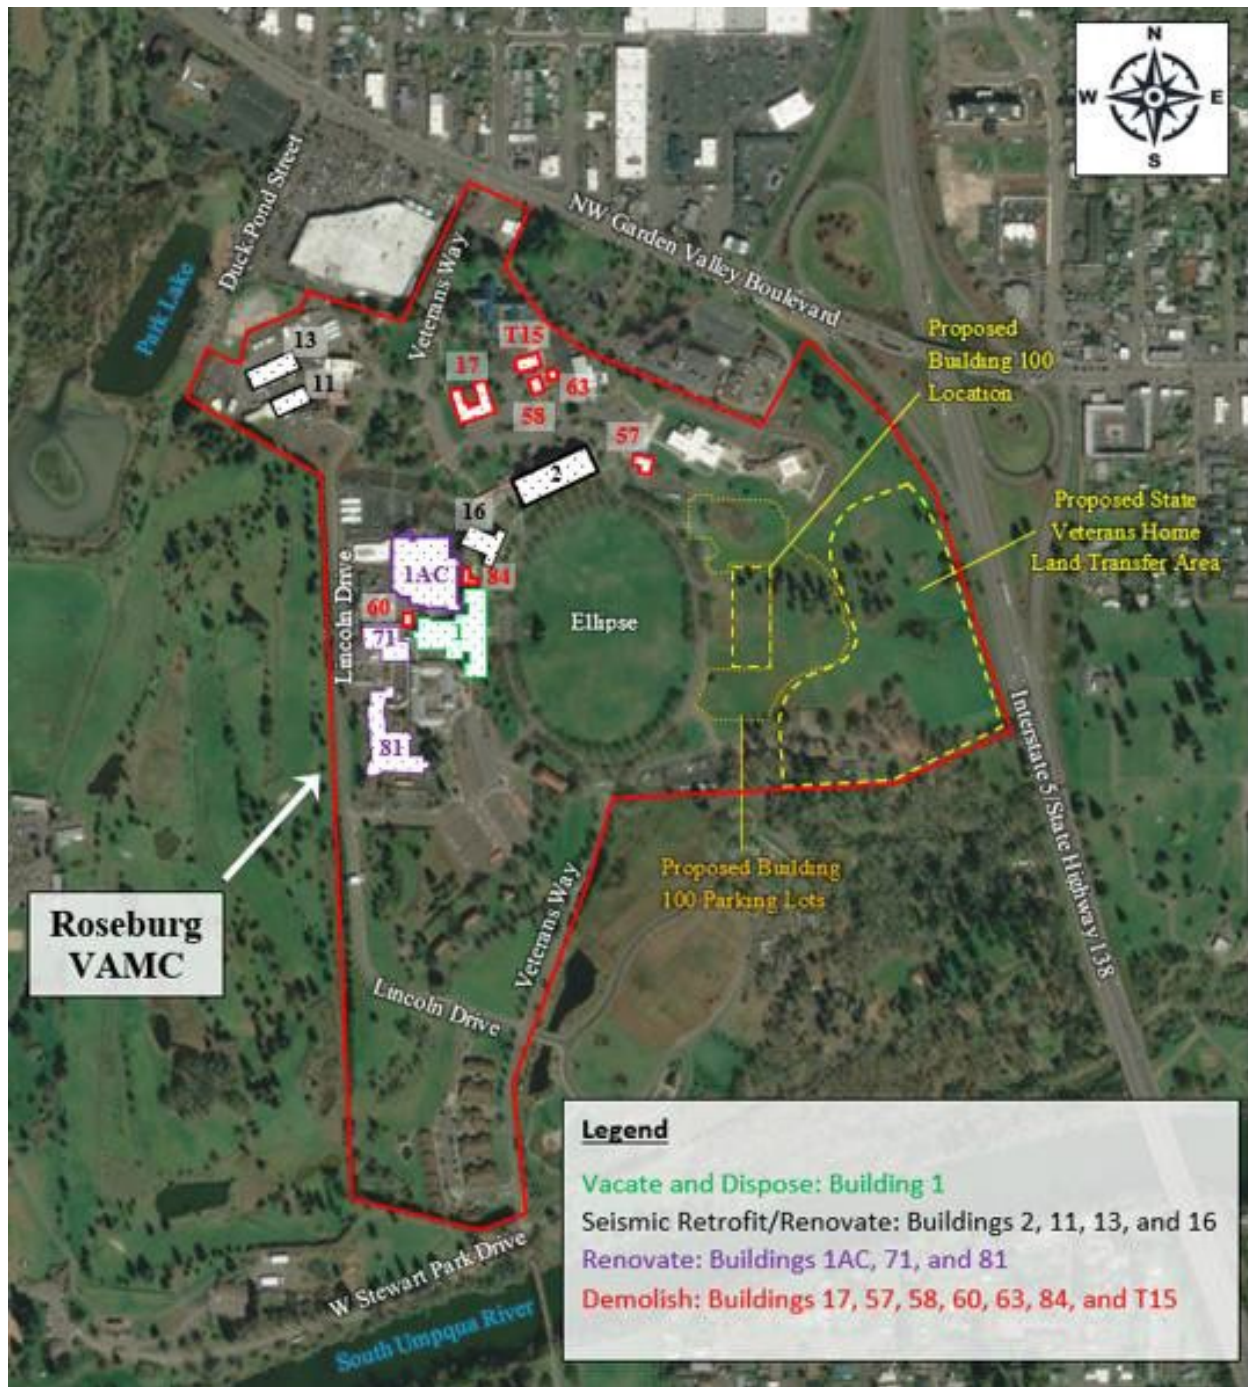 N
W E
S
Duck Pond Street
Park Lake
NW Garden Valley Boulevard
Veterans Way
Proposed
Building 100
Location
13
11
T15
17
63
58
57
2
16
Proposed State
Veterans Home
Land Transfer Area
1AC
84
60
71
1
Ellipse
Lincoln Drive
81
Interstate 5/State Highway 138
Proposed Building
100 Parking Lots
Roseburg
VAMC
Veterans Way
Lincoln Drive
W Stewart Park Drive
South Umpqua River
Legend
Vacate and Dispose: Building 1
Seismic Retrofit/Renovate: Buildings 2, 11, 13, and 16
Renovate: Buildings 1AC, 71, and 81
Demolish: Buildings 17, 57, 58, 60, 63, 84, and T15